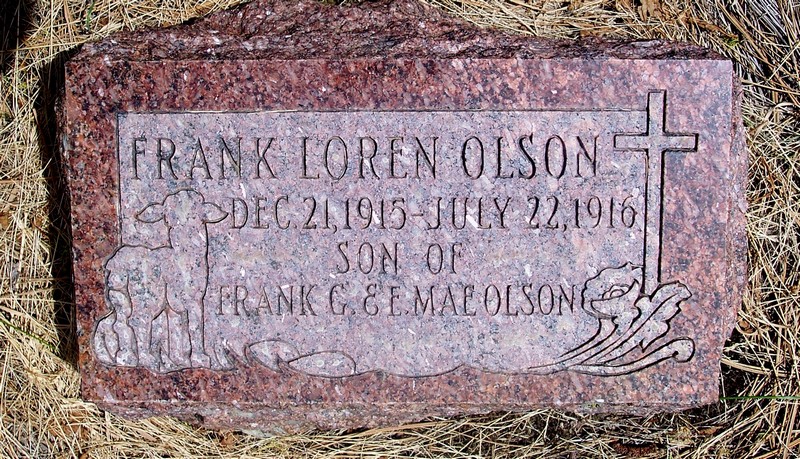 FRANK LOREN OLSON
DEC. 21, 1915 - JULY 22, 1916
SON OF
FRANK G. & E. MAE OLSON